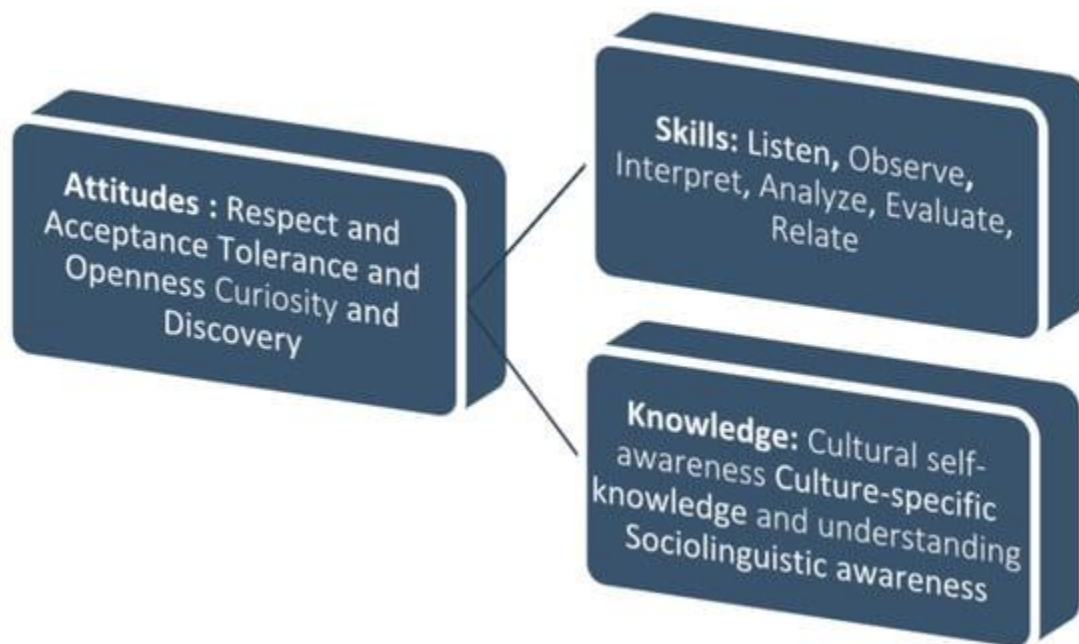 Attitudes : Respect and
Acceptance Tolerance and
Openness Curiosity and
Discovery
Skills: Listen, Observe,
Interpret, Analyze, Evaluate,
Relate
Knowledge: Cultural self-
awareness Culture-specific
knowledge and understanding
Sociolinguistic awareness